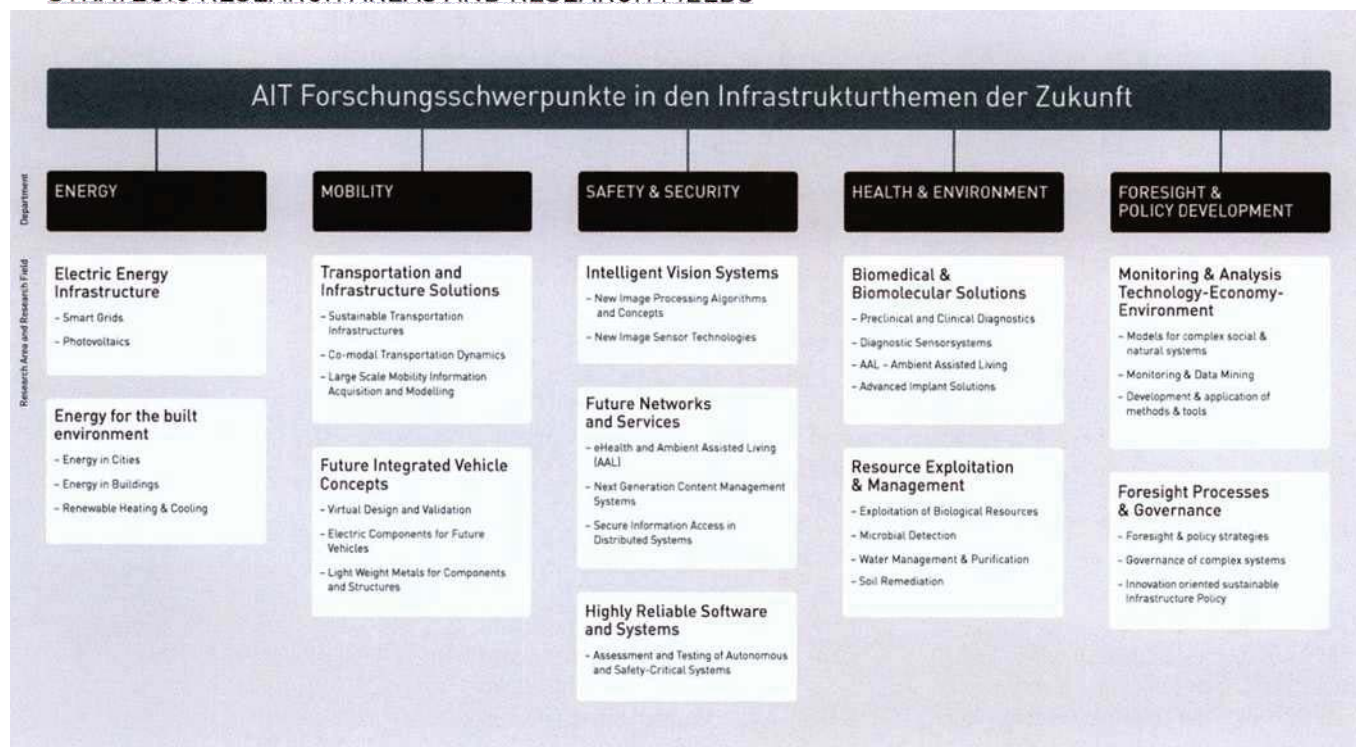 STRATEGIC RESEARCH AREAS AND RESEARCH FIELDS
AIT Forschungsschwerpunkte in den Infrastrukturthemen der Zukunft
Department
ENERGY
MOBILITY
SAFETY & SECURITY
HEALTH & ENVIRONMENT
FORESIGHT &
POLICY DEVELOPMENT
Research Area and Research Field
Electric Energy
Infrastructure
– Smart Grids
– Photovoltaics
Energy for the built
environment
– Energy in Cities
– Energy in Buildings
– Renewable Heating & Cooling
Transportation and
Infrastructure Solutions
– Sustainable Transportation
Infrastructures
– Co-modal Transportation Dynamics
– Large Scale Mobility Information
Acquisition and Modelling
Future Integrated Vehicle
Concepts
– Virtual Design and Validation
– Electric Components for Future
Vehicles
– Light Weight Metals for Components
and Structures
Intelligent Vision Systems
– New Image Processing Algorithms
and Concepts
– New Image Sensor Technologies
Future Networks
and Services
– eHealth and Ambient Assisted Living
(AAL)
– Next Generation Content Management
Systems
– Secure Information Access in
Distributed Systems
Highly Reliable Software
and Systems
– Assessment and Testing of Autonomous
and Safety-Critical Systems
Biomedical &
Biomolecular Solutions
– Preclinical and Clinical Diagnostics
– Diagnostic Sensorsystems
– AAL – Ambient Assisted Living
– Advanced Implant Solutions
Resource Exploitation
& Management
– Exploitation of Biological Resources
– Microbial Detection
– Water Management & Purification
– Soil Remediation
Monitoring & Analysis
Technology-Economy-
Environment
– Models for complex social &
natural systems
– Monitoring & Data Mining
– Development & application of
methods & tools
Foresight Processes
& Governance
– Foresight & policy strategies
– Governance of complex systems
– Innovation oriented sustainable
Infrastructure Policy